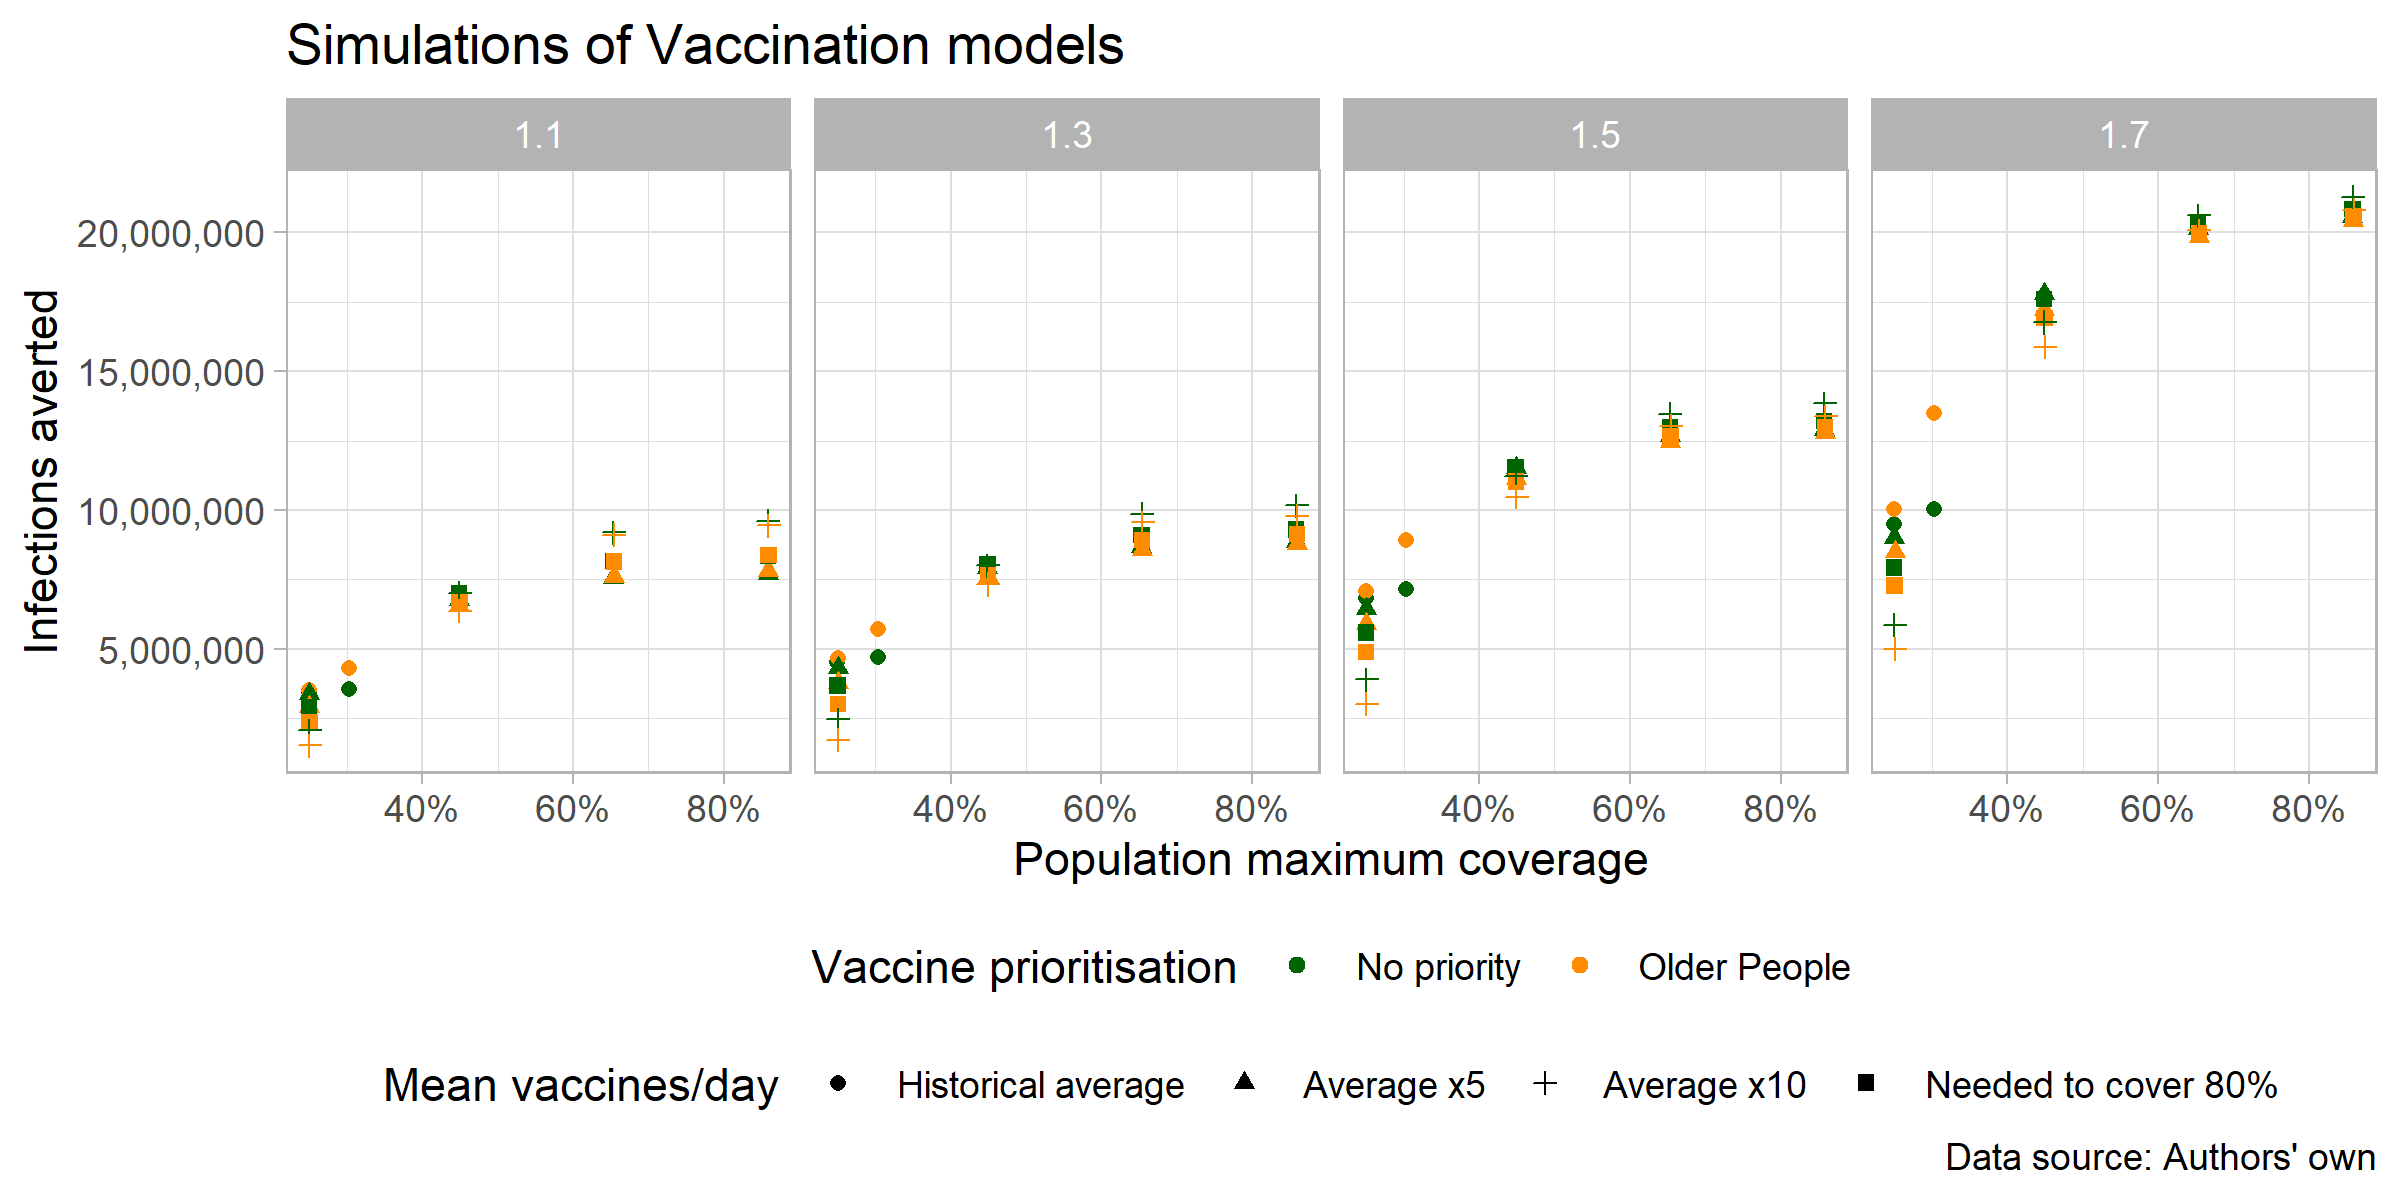 Simulations of Vaccination models
1.1 1.3 1.5 1.7
Infections averted
20,000,000
15,000,000
10,000,000
5,000,000
40% 60% 80% 40% 60% 80% 40% 60% 80% 40% 60% 80%
Population maximum coverage
Vaccine prioritisation No priority Older People
Mean vaccines/day Historical average Average x5 Average x10 Needed to cover 80%
Data source: Authors' own